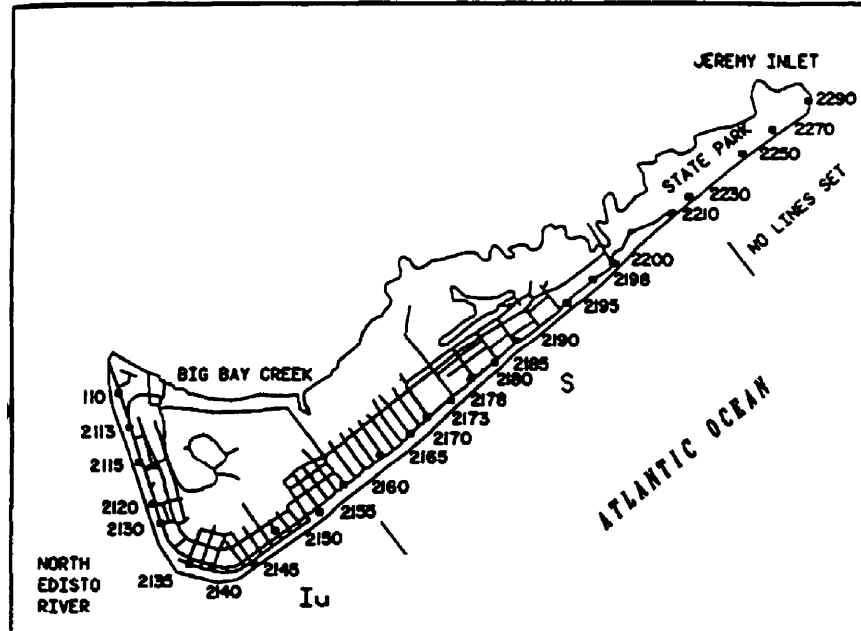 JEREMY INLET
2290
2270
2250
STATE PARK
2230
2210
NO LINES SET
2200
2198
2195
2190
BIG BAY CREEK
2185
2180
S
110
2178
2173
2113
2170
ATLANTIC OCEAN
2115
2165
2160
2120
2155
2130
2150
NORTH
EDISTO
RIVER
2135
2145
2140
Iu